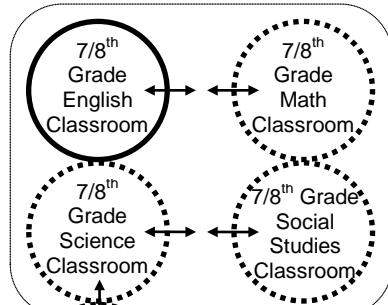 7/8th
Grade
English
Classroom
7/8th
Grade
Math
Classroom
7/8th
Grade
Science
Classroom
7/8th Grade
Social
Studies
Classroom